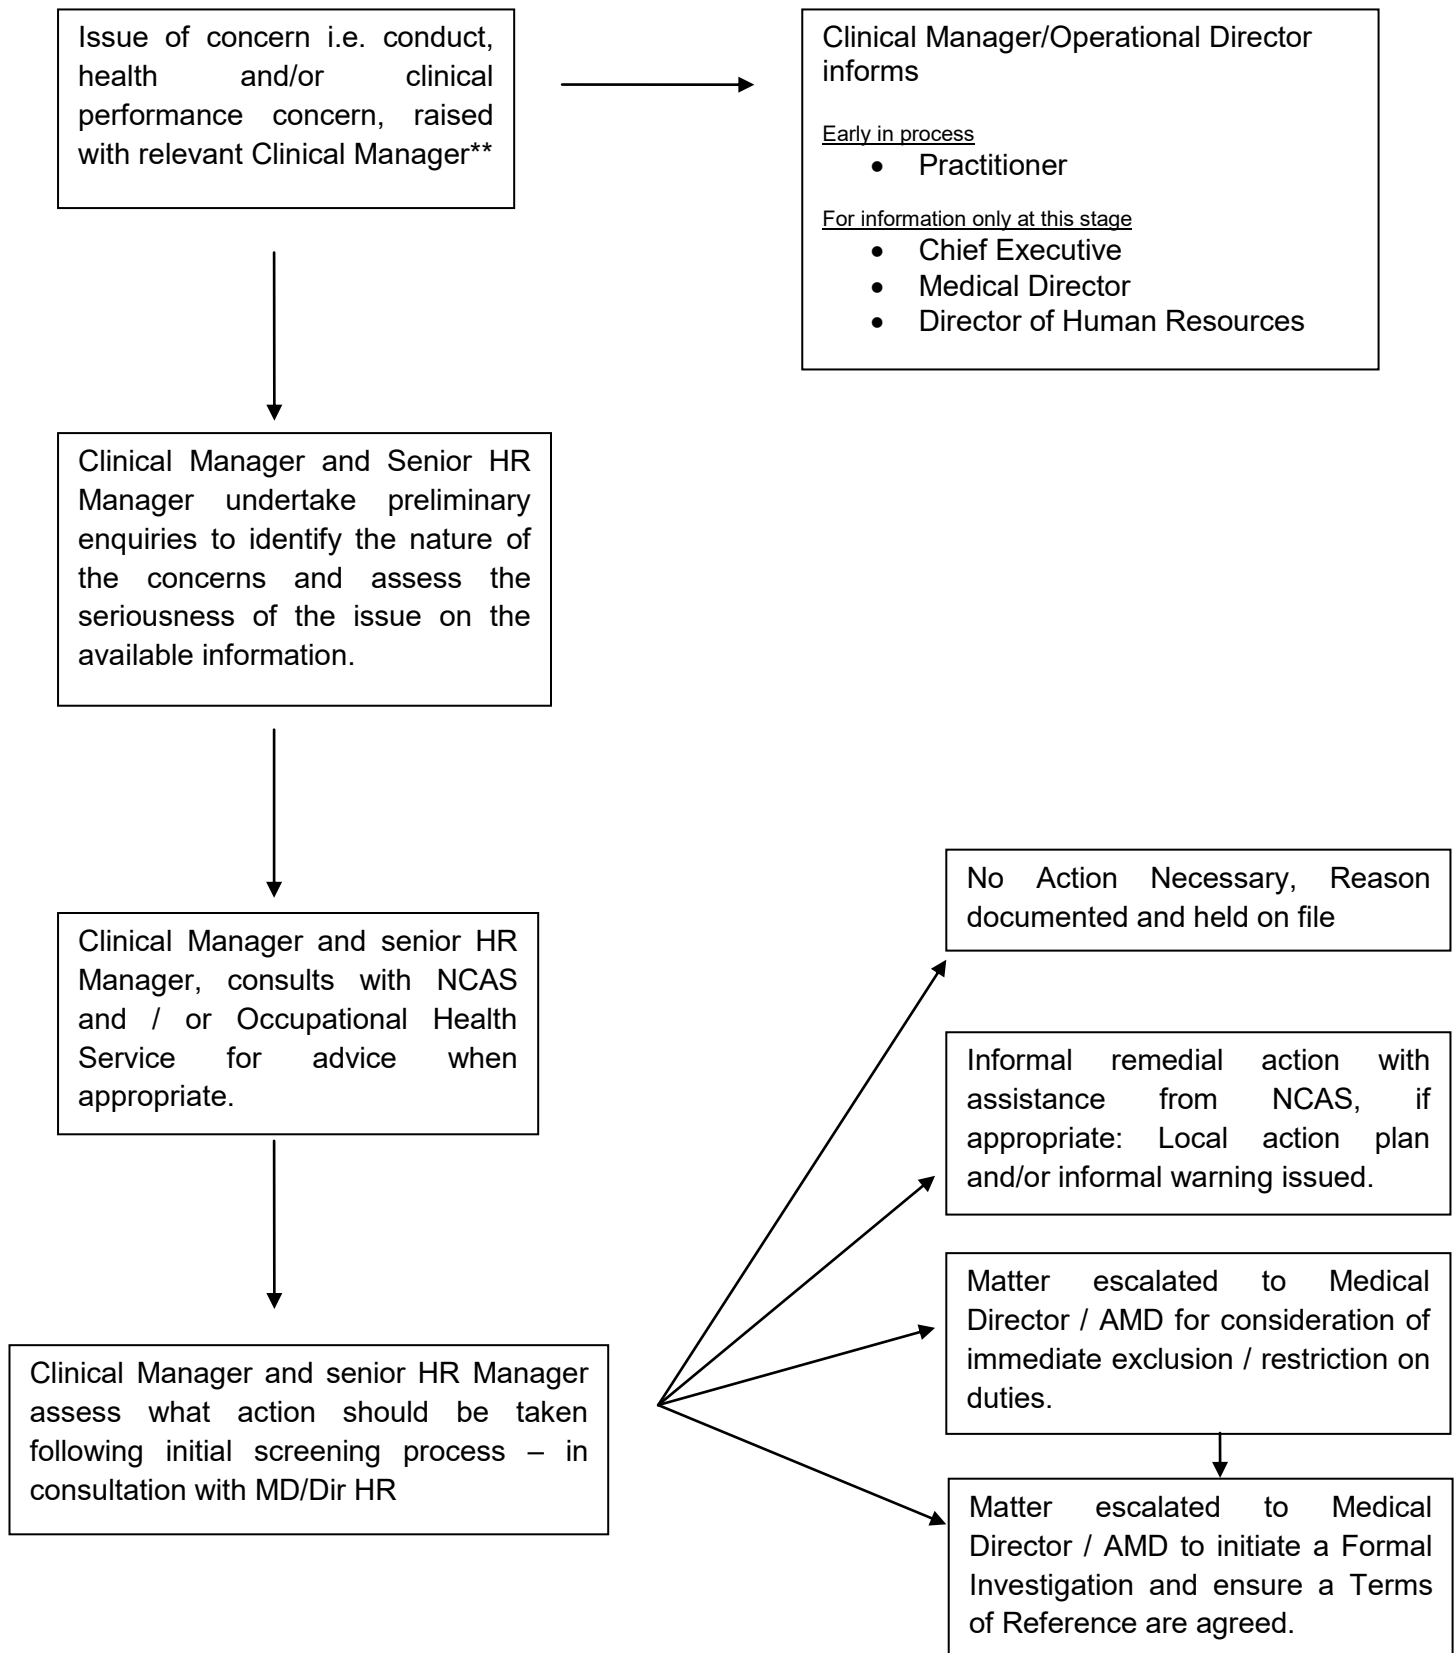 Issue of concern i.e. conduct,
health and/or clinical
performance concern, raised
with relevant Clinical Manager**
Clinical Manager/Operational Director
informs
Early in process
• Practitioner
For information only at this stage
• Chief Executive
• Medical Director
• Director of Human Resources
Clinical Manager and Senior HR
Manager undertake preliminary
enquiries to identify the nature of
the concerns and assess the
seriousness of the issue on the
available information.
Clinical Manager and senior HR
Manager, consults with NCAS
and / or Occupational Health
Service for advice when
appropriate.
Clinical Manager and senior HR Manager
assess what action should be taken
following initial screening process – in
consultation with MD/Dir HR
No Action Necessary, Reason
documented and held on file
Informal remedial action with
assistance from NCAS, if
appropriate: Local action plan
and/or informal warning issued.
Matter escalated to Medical
Director / AMD for consideration of
immediate exclusion / restriction on
duties.
Matter escalated to Medical
Director / AMD to initiate a Formal
Investigation and ensure a Terms
of Reference are agreed.